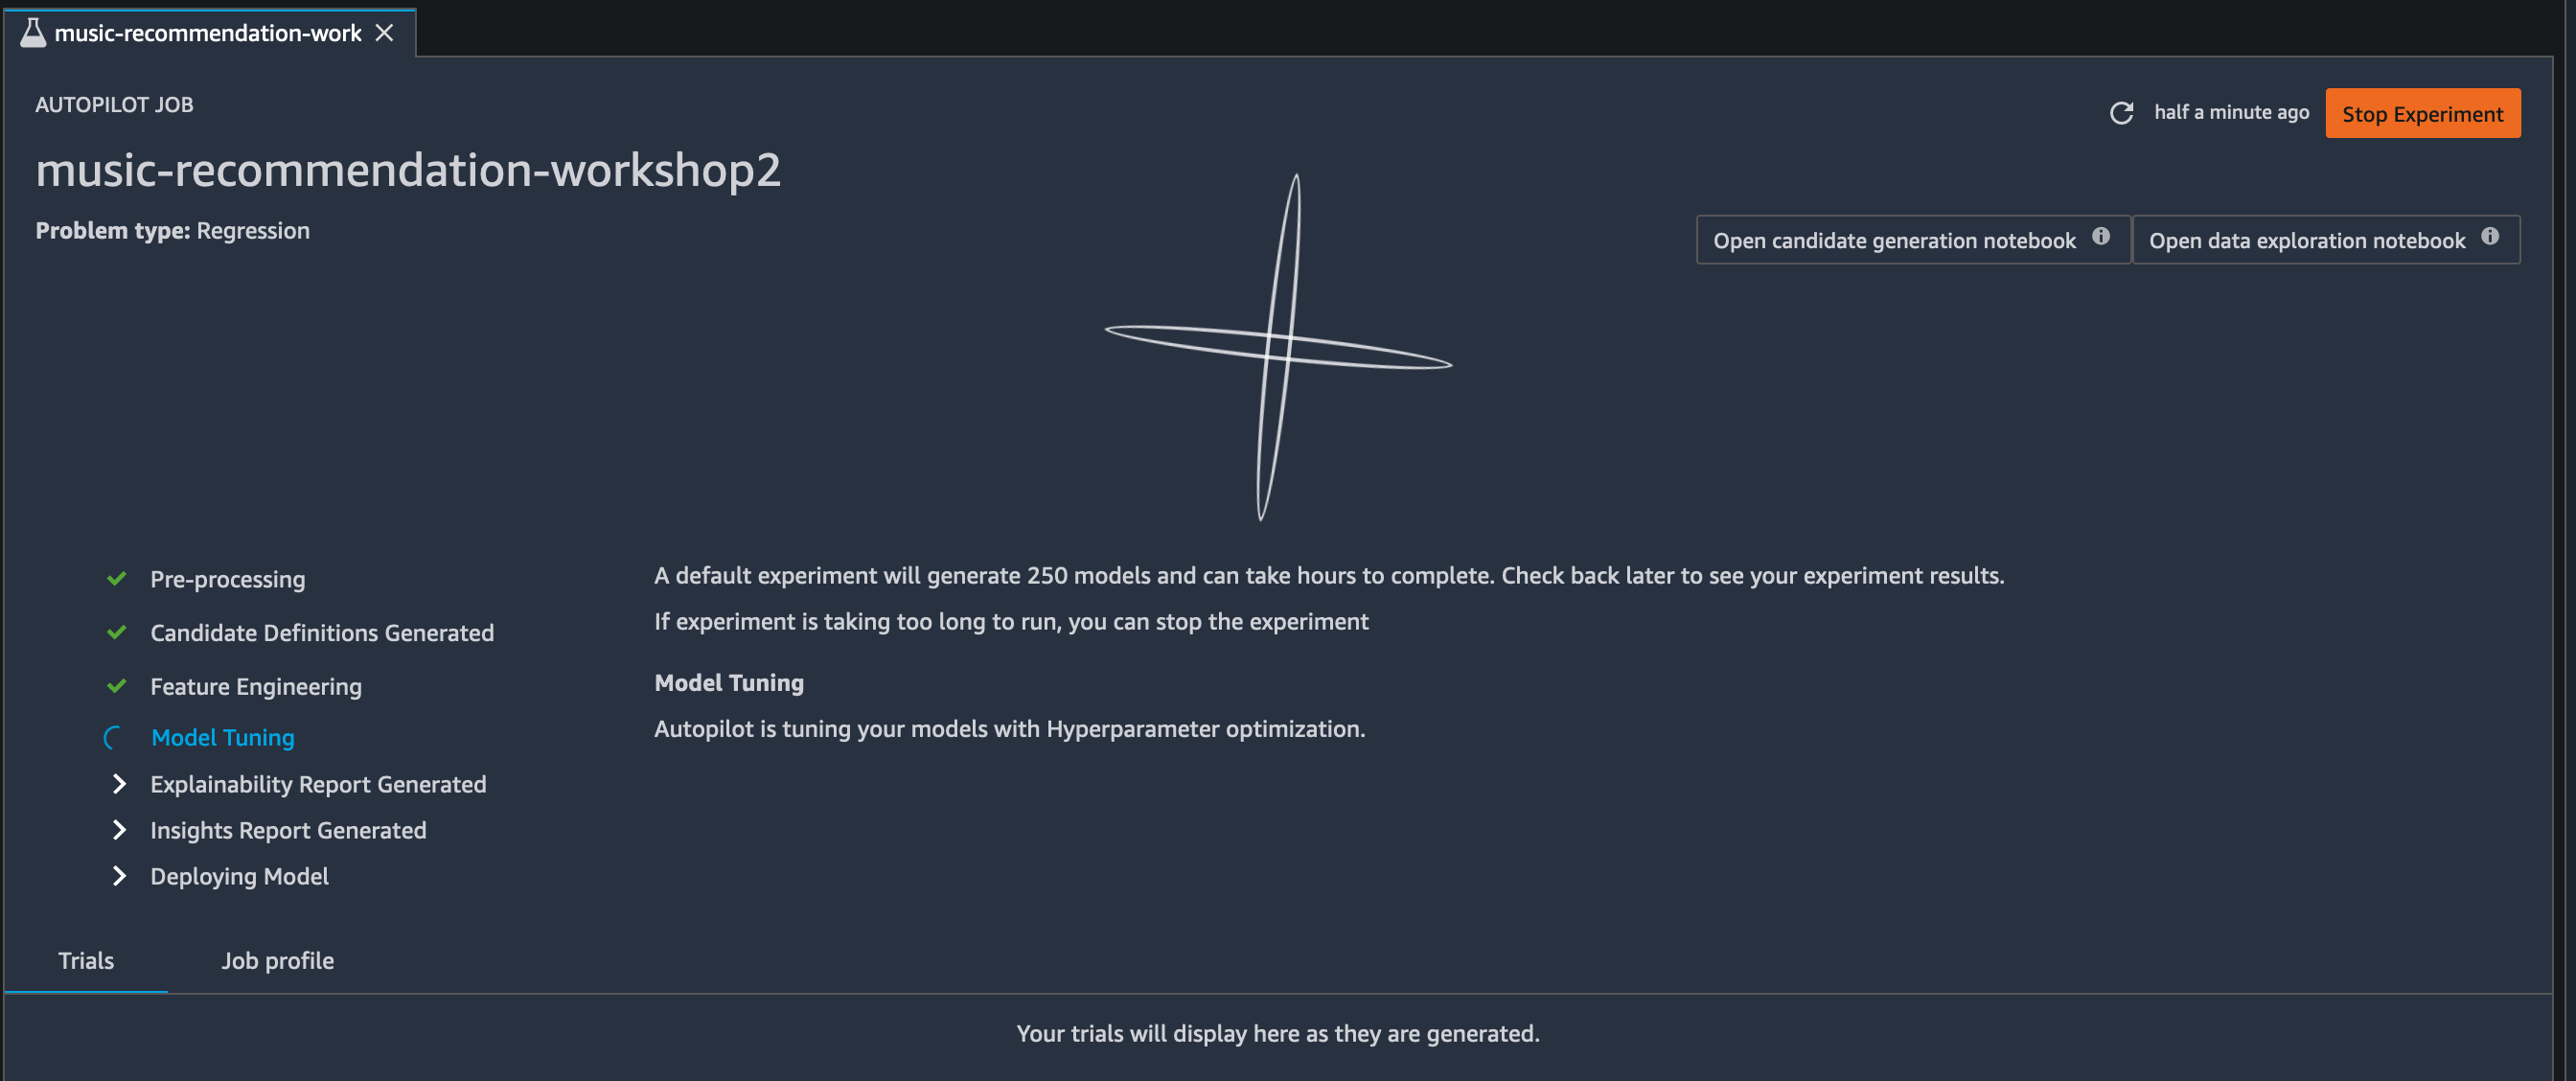 music-recommendation-work
AUTOPILOT JOB
half a minute ago
Stop Experiment
music-recommendation-workshop2
Problem type: Regression
Open candidate generation notebook
Open data exploration notebook
Pre-processing
Candidate Definitions Generated
Feature Engineering
Model Tuning
Explainability Report Generated
Insights Report Generated
Deploying Model
A default experiment will generate 250 models and can take hours to complete. Check back later to see your experiment results.
If experiment is taking too long to run, you can stop the experiment
Model Tuning
Autopilot is tuning your models with Hyperparameter optimization.
Trials
Job profile
Your trials will display here as they are generated.